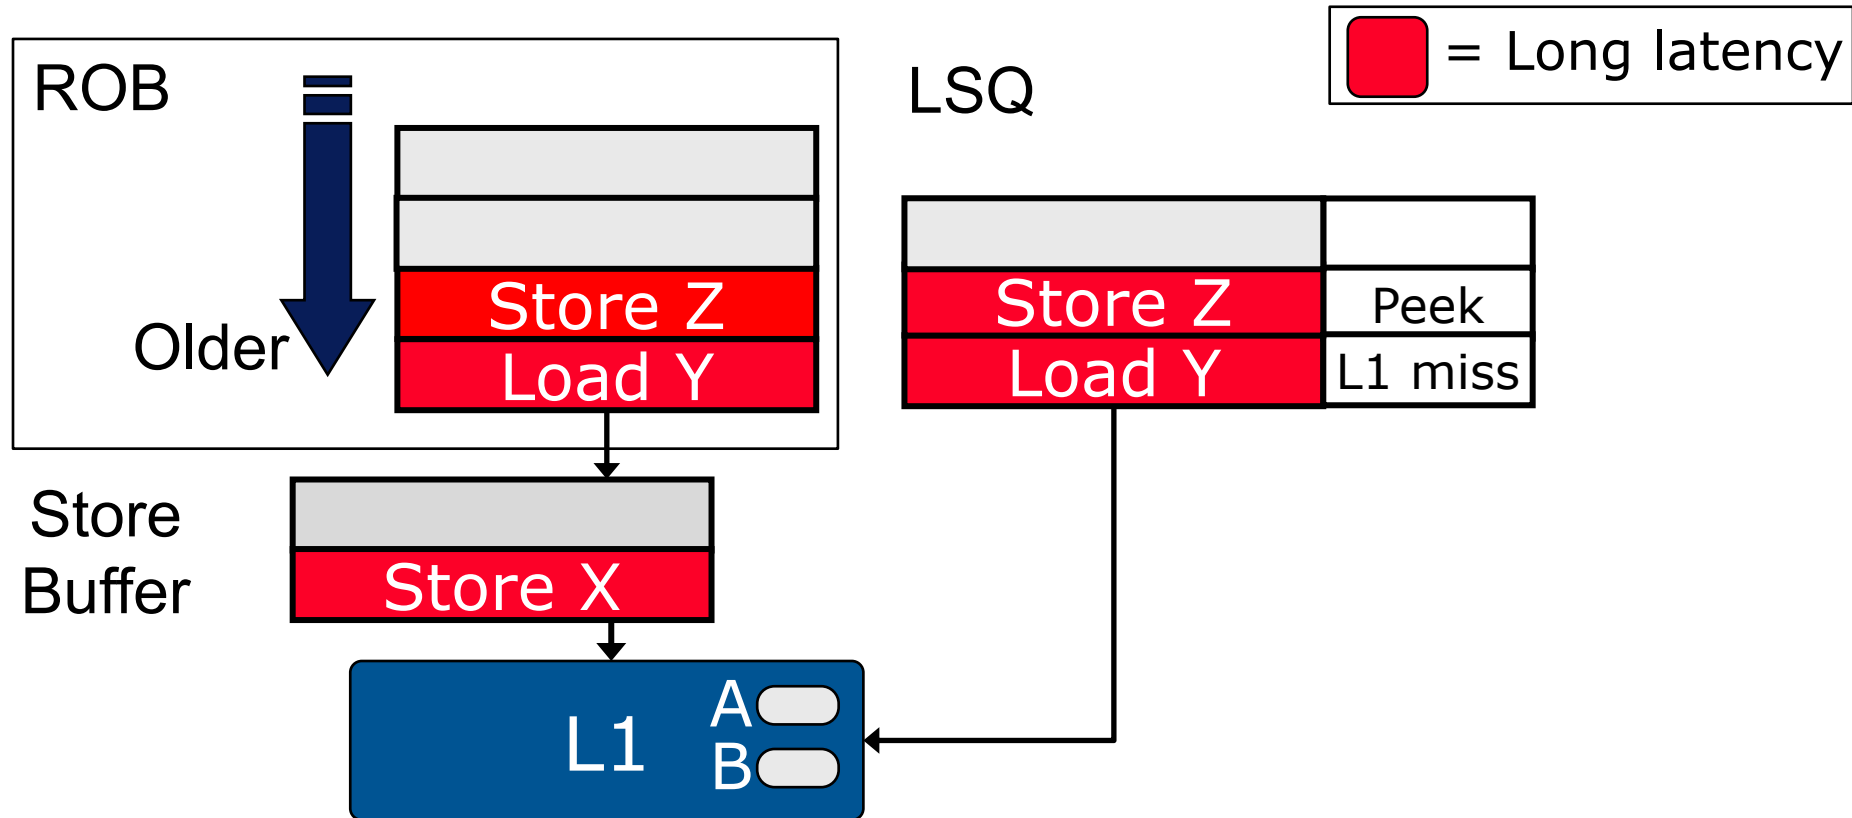 = Long latency
ROB
LSQ
Older
Store Z
Load Y
Store Z
Peek
Load Y
L1 miss
Store
Buffer
Store X
L1
A
B